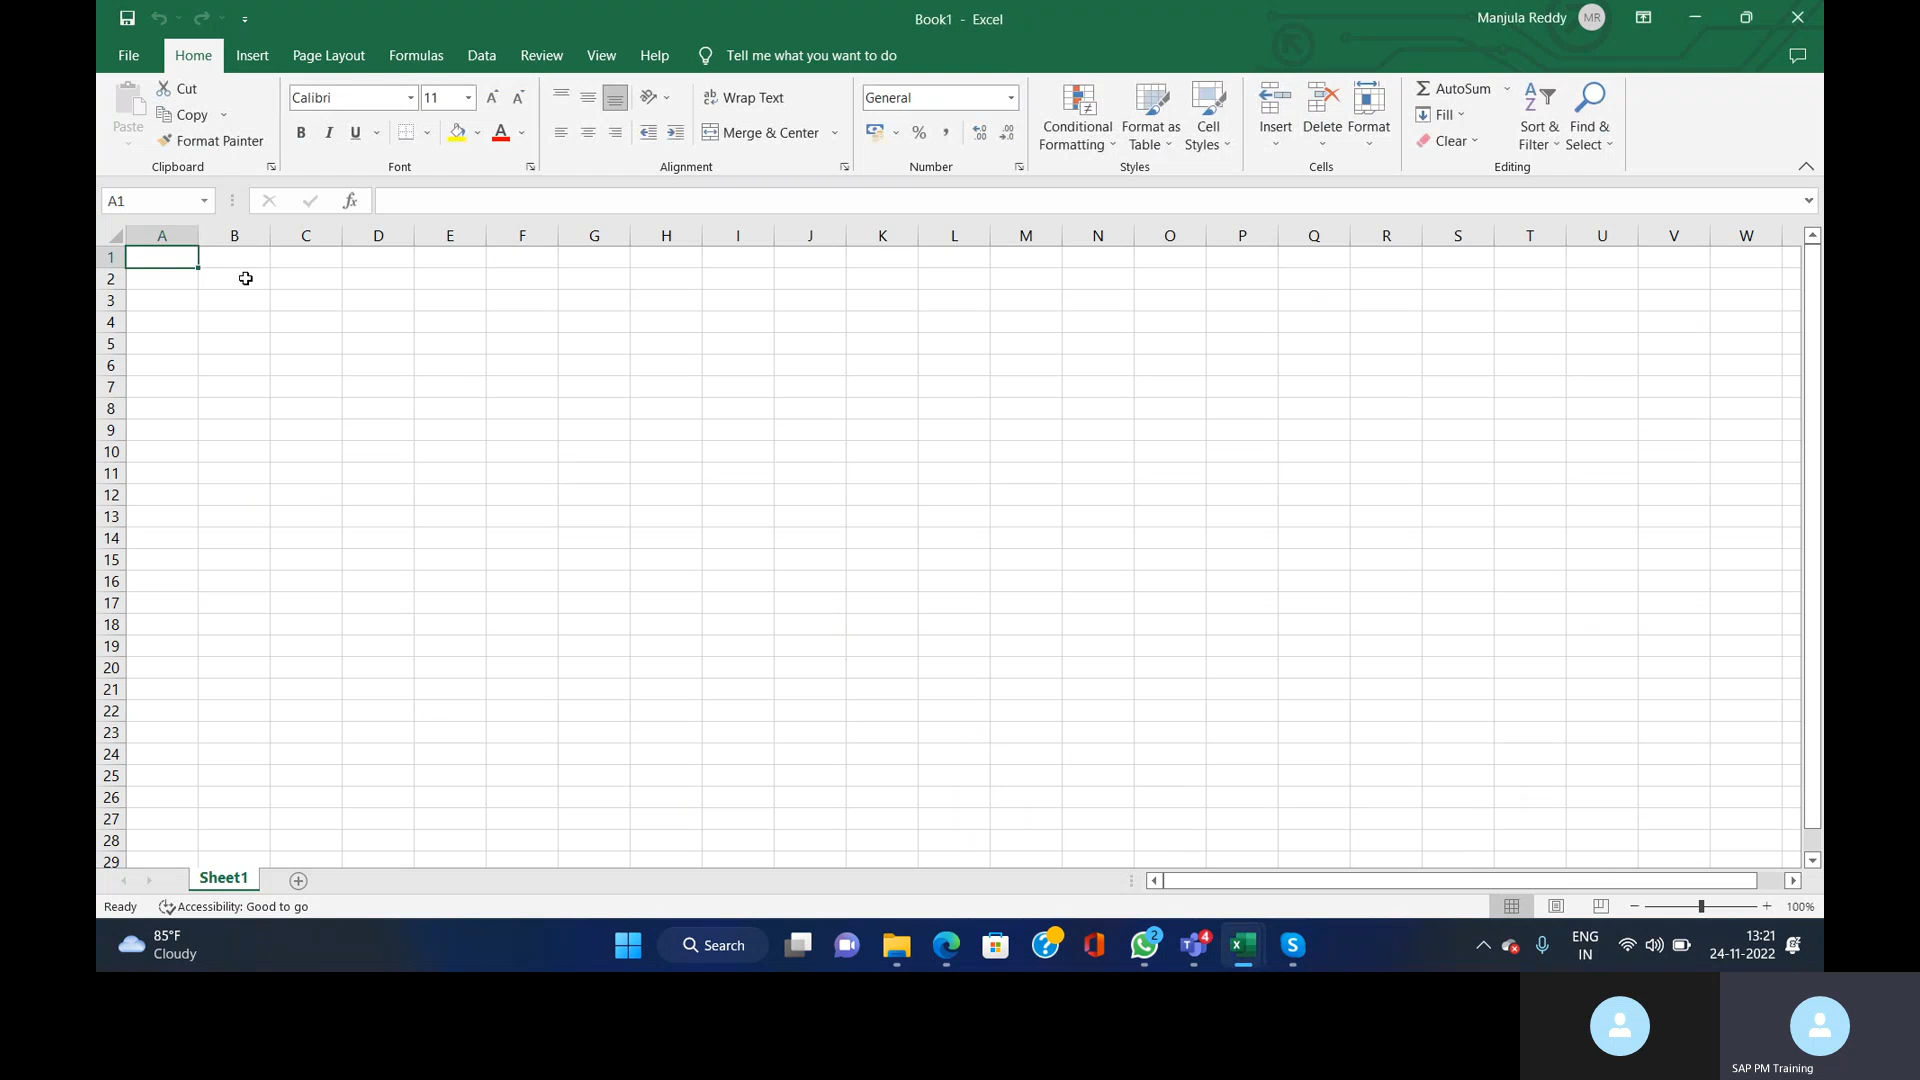 Book1 - Excel
Manjula Reddy MR
File Home Insert Page Layout Formulas Data Review View Help Tell me what you want to do
Paste
Cut
Copy
Format Painter
Clipboard
Calibri 11
B I U A
Font
Wrap Text
Merge & Center
Alignment
General
%
Number
Conditional Formatting
Format as Table
Cell Styles
Styles
Insert Delete Format
Cells
AutoSum
Fill
Clear
Sort & Filter
Find & Select
Editing
A1 fx
A B C D E F G H I J K L M N O P Q R S T U V W
1
2
3
4
5
6
7
8
9
10
11
12
13
14
15
16
17
18
19
20
21
22
23
24
25
26
27
28
29
Sheet1
Ready Accessibility: Good to go 100%
85°F
Cloudy
Search
2
4
ENG
IN
13:21
24-11-2022
SAP PM Training